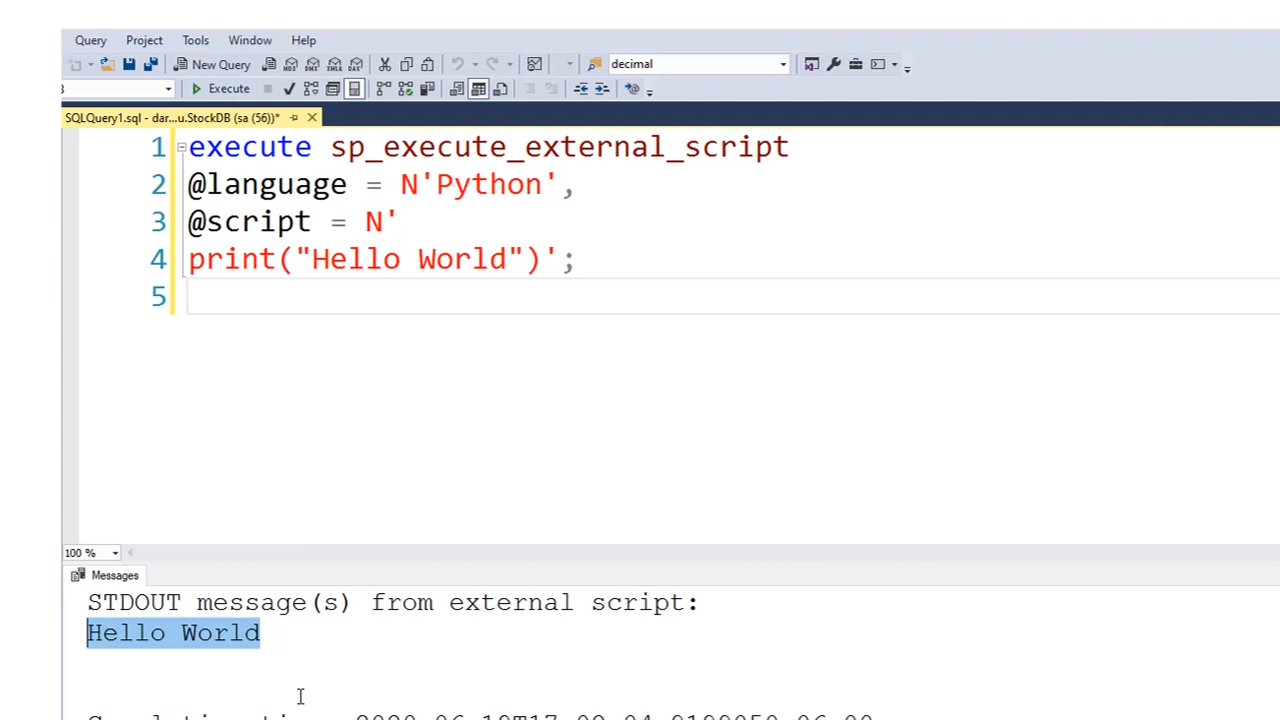 Query Project Tools Window Help
New Query decimal
Execute
SQLQuery1.sql - dar...u.StockDB (sa (56))*
1 execute sp_execute_external_script
2 @language = N'Python',
3 @script = N'
4 print("Hello World")';
5
100 %
Messages
STDOUT message(s) from external script:
Hello World